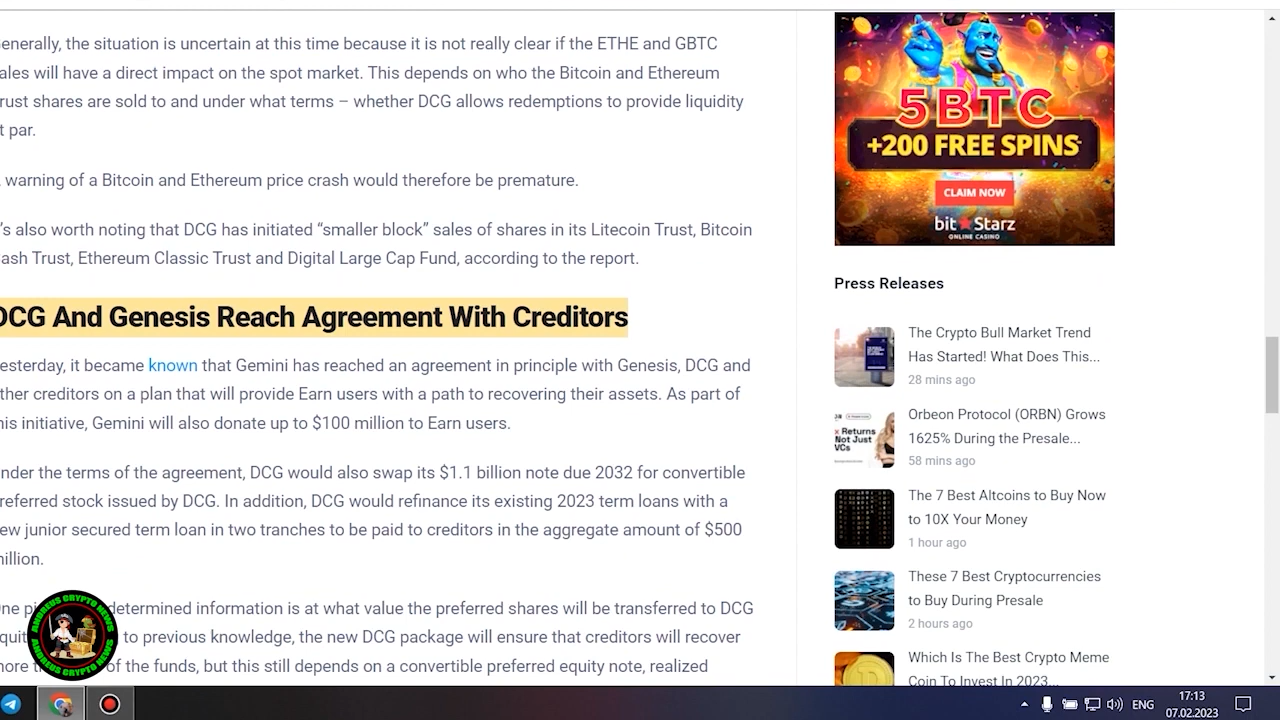 enerally, the situation is uncertain at this time because it is not really clear if the ETHE and GBTC
ales will have a direct impact on the spot market. This depends on who the Bitcoin and Ethereum
rust shares are sold to and under what terms – whether DCG allows redemptions to provide liquidity
t par.
warning of a Bitcoin and Ethereum price crash would therefore be premature.
's also worth noting that DCG has initiated “smaller block” sales of shares in its Litecoin Trust, Bitcoin
ash Trust, Ethereum Classic Trust and Digital Large Cap Fund, according to the report.
DCG And Genesis Reach Agreement With Creditors
esterday, it became known that Gemini has reached an agreement in principle with Genesis, DCG and
ther creditors on a plan that will provide Earn users with a path to recovering their assets. As part of
his initiative, Gemini will also donate up to $100 million to Earn users.
nder the terms of the agreement, DCG would also swap its $1.1 billion note due 2032 for convertible
referred stock issued by DCG. In addition, DCG would refinance its existing 2023 term loans with a
ew junior secured term loan in two tranches to be paid to creditors in the aggregate amount of $500
illion.
ne determined information is at what value the preferred shares will be transferred to DCG
quit to previous knowledge, the new DCG package will ensure that creditors will recover
of the funds, but this still depends on a convertible preferred equity note, realized
ANDREUS CRYPTO NEWS
ANDREUS CRYPTO NEWS
5BTC
+200 FREE SPINS
CLAIM NOW
bit starz
ONLINE CASINO
Press Releases
The Crypto Bull Market Trend
Has Started! What Does This...
28 mins ago
Returns
Not Just
VCs
Orbeon Protocol (ORBN) Grows
1625% During the Presale...
58 mins ago
The 7 Best Altcoins to Buy Now
to 10X Your Money
1 hour ago
These 7 Best Cryptocurrencies
to Buy During Presale
2 hours ago
Which Is The Best Crypto Meme
Coin To Invest In 2023...
ENG
17:13
07.02.2023